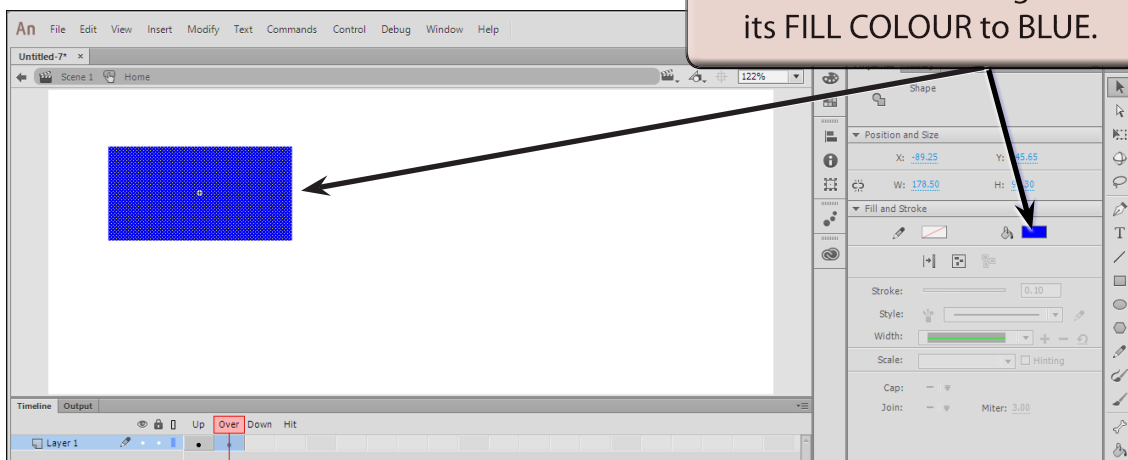 its FILL COLOUR to BLUE.
An File Edit View Insert Modify Text Commands Control Debug Window Help
Untitled-7* ×
Scene 1 Home 122%
Shape
Position and Size
X: -89.25 Y:
W: 178.50 H:
Fill and Stroke
Stroke: 0.10
Style:
Width:
Scale: Hinting
Cap:
Join: Miter: 3.00
Timeline Output
Up Over Down Hit
Layer 1